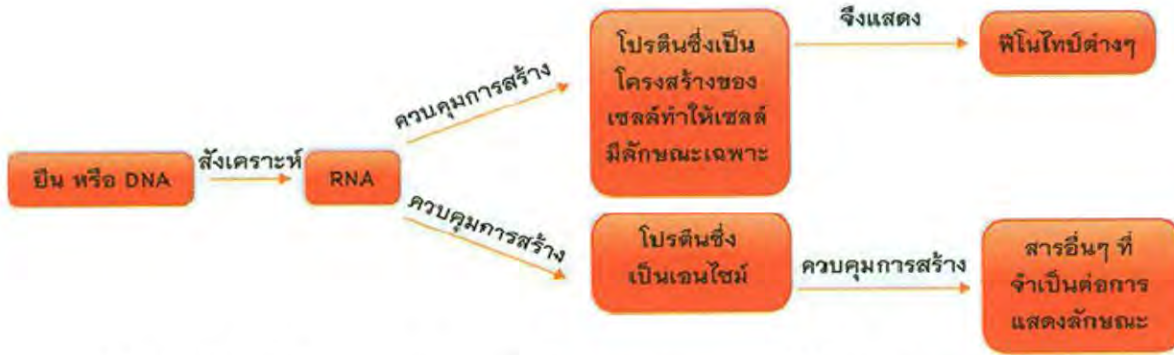 ยีน หรือ DNA
สังเคราะห์
RNA
ควบคุมการสร้าง
โปรตีนซึ่งเป็น
โครงสร้างของ
เซลล์ทำให้เซลล์
มีลักษณะเฉพาะ
จึงแสดง
ฟีโนไทป์ต่างๆ
ควบคุมการสร้าง
โปรตีนซึ่ง
เป็นเอนไซม์
ควบคุมการสร้าง
สารอื่นๆ ที่
จำเป็นต่อการ
แสดงลักษณะ